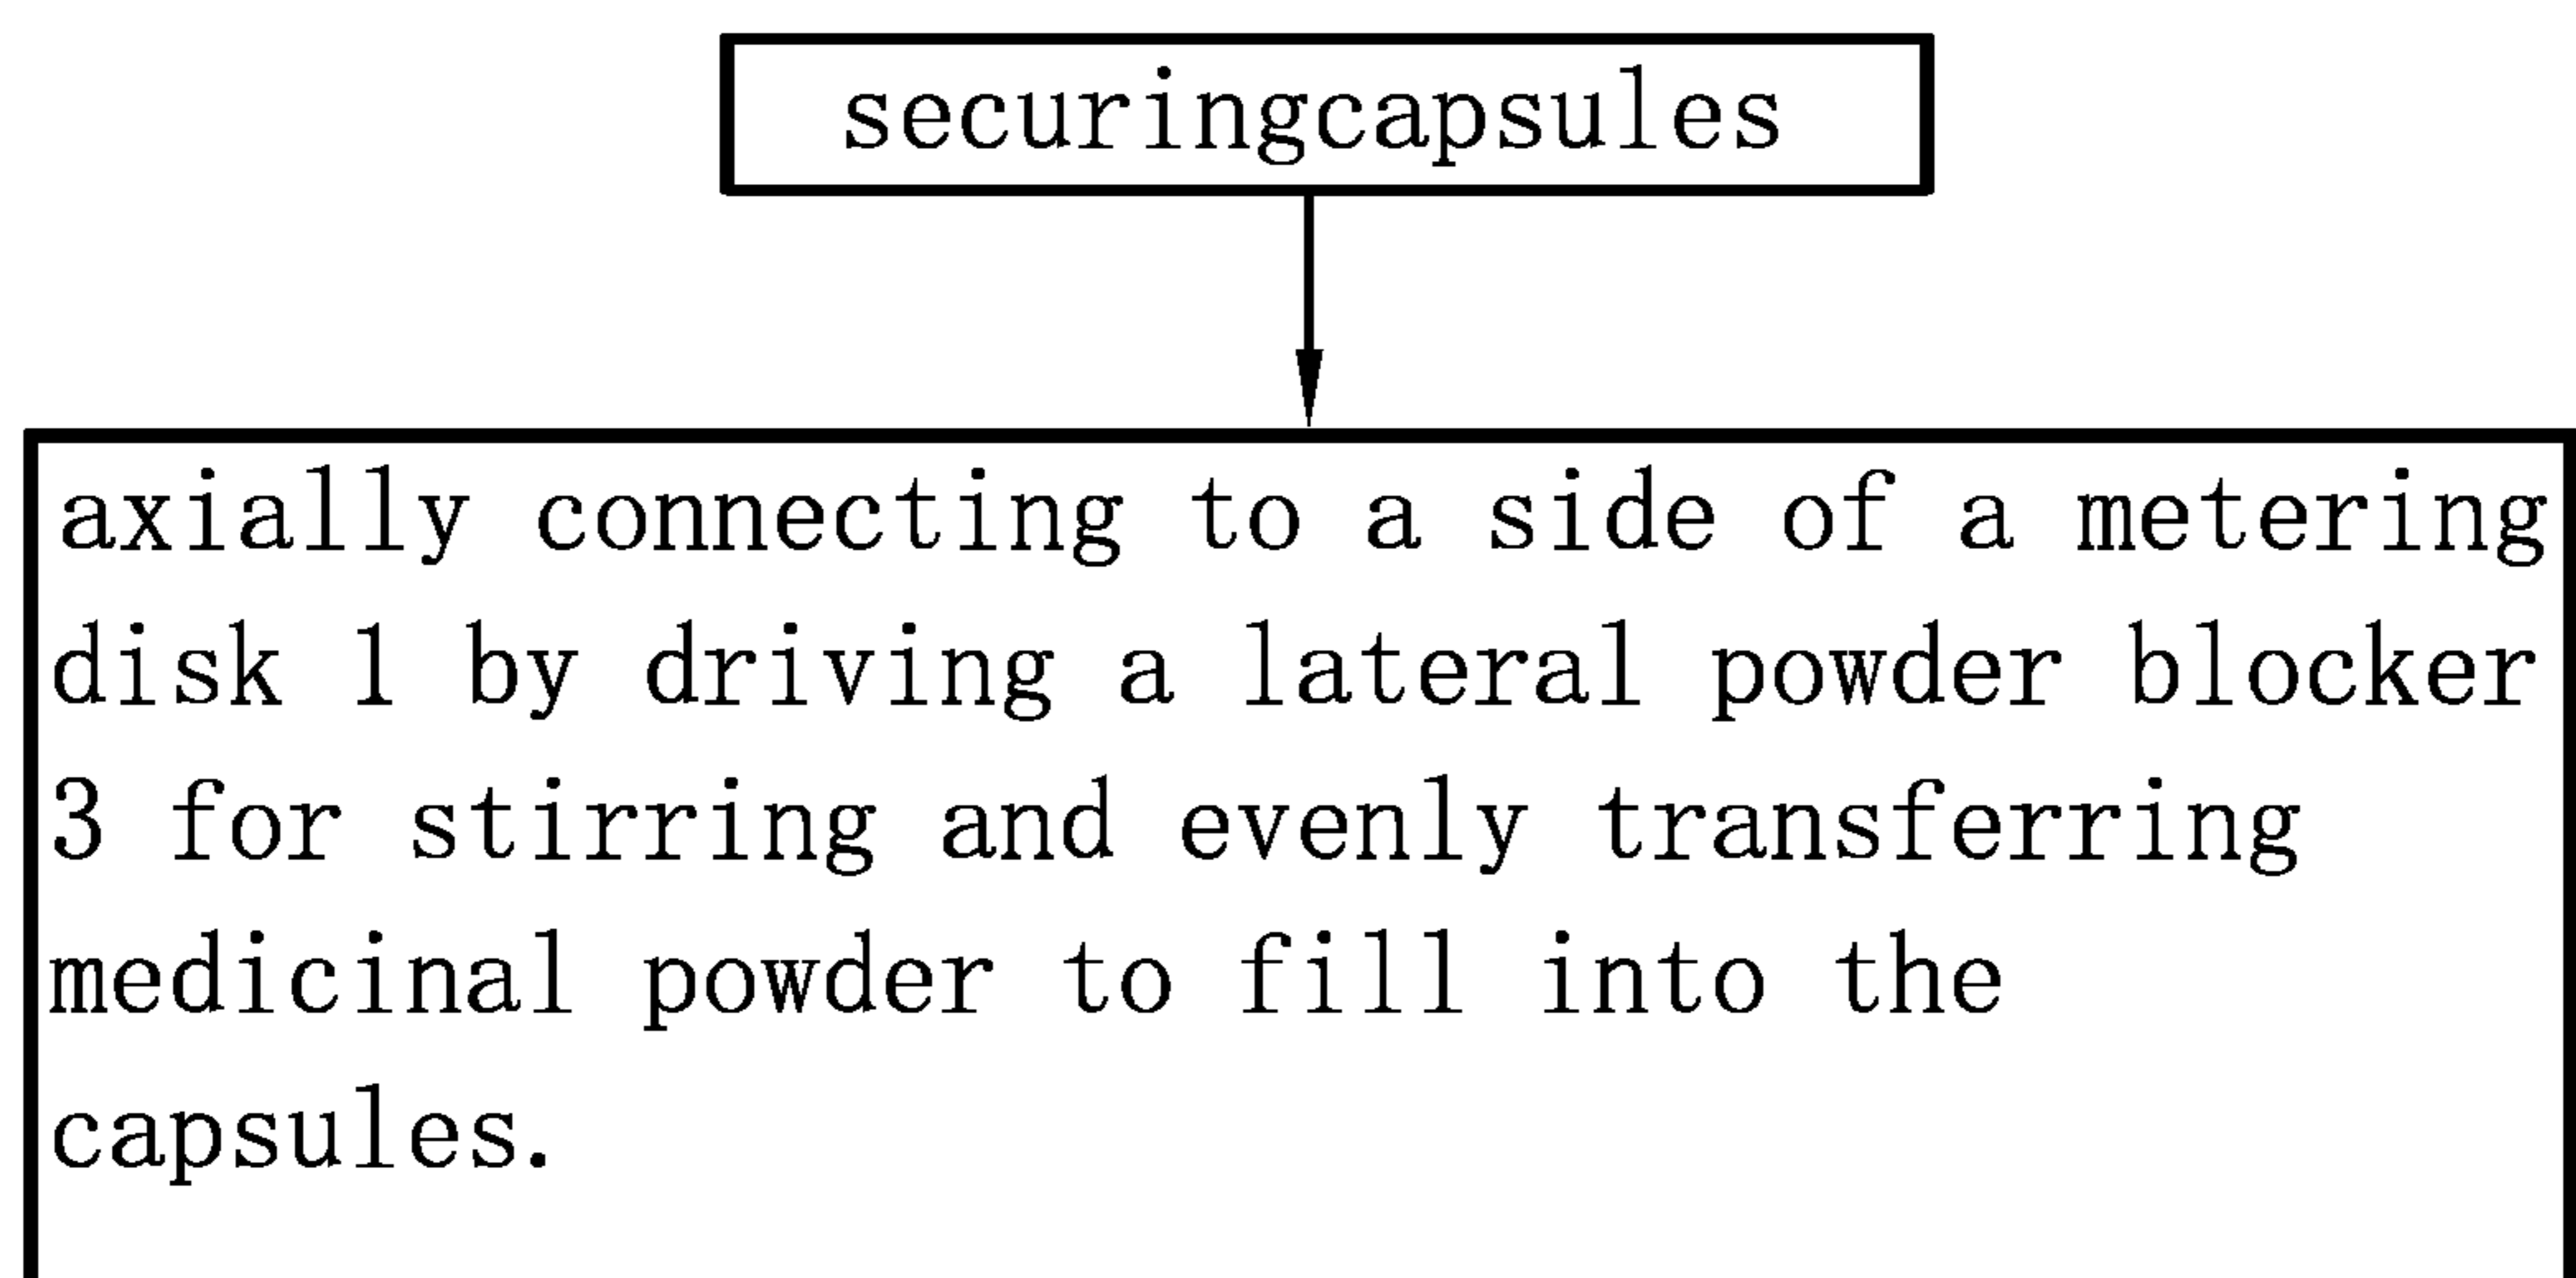 securingcapsules
axially connecting to a side of a metering
disk 1 by driving a lateral powder blocker
3 for stirring and evenly transferring
medicinal powder to fill into the
capsules.